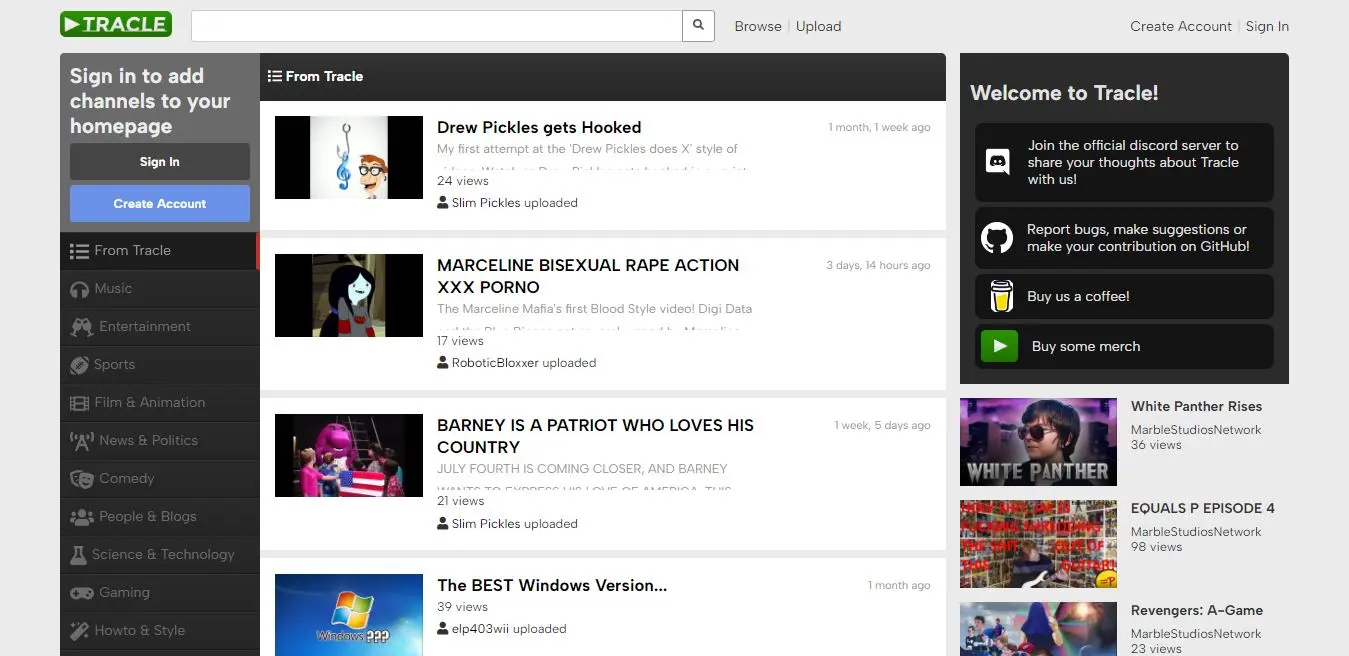 TRACLE
Browse
Upload
Create Account
Sign In
Sign in to add
channels to your
homepage
Sign In
Create Account
From Tracle
Music
Entertainment
Sports
Film & Animation
News & Politics
Comedy
People & Blogs
Science & Technology
Gaming
Howto & Style
From Tracle
Drew Pickles gets Hooked
1 month, 1 week ago
My first attempt at the 'Drew Pickles does X' style of
24 views
Slim Pickles uploaded
MARCELINE BISEXUAL RAPE ACTION
XXX PORNO
3 days, 14 hours ago
The Marceline Mafia's first Blood Style video! Digi Data
17 views
RoboticBloxxer uploaded
BARNEY IS A PATRIOT WHO LOVES HIS
COUNTRY
1 week, 5 days ago
JULY FOURTH IS COMING CLOSER, AND BARNEY
WANTS TO EXPRESS HIS LOVE OF AMERICA. THIS
21 views
Slim Pickles uploaded
Windows ???
The BEST Windows Version...
1 month ago
39 views
elp403wii uploaded
Welcome to Tracle!
Join the official discord server to
share your thoughts about Tracle
with us!
Report bugs, make suggestions or
make your contribution on GitHub!
Buy us a coffee!
Buy some merch
WHITE PANTHER
White Panther Rises
MarbleStudiosNetwork
36 views
EQUALS P EPISODE 4
MarbleStudiosNetwork
98 views
Revengers: A-Game
MarbleStudiosNetwork
23 views